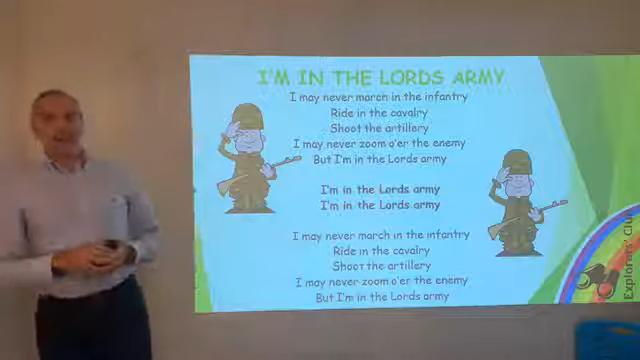 I'M IN THE LORDS ARMY
I may never march in the infantry
Ride in the cavalry
Shoot the artillery
I may never zoom o'er the enemy
But I'm in the Lords army
I'm in the Lords army
I'm in the Lords army
I may never march in the infantry
Ride in the cavalry
Shoot the artillery
I may never zoom o'er the enemy
But I'm in the Lords army
Explorers' Club